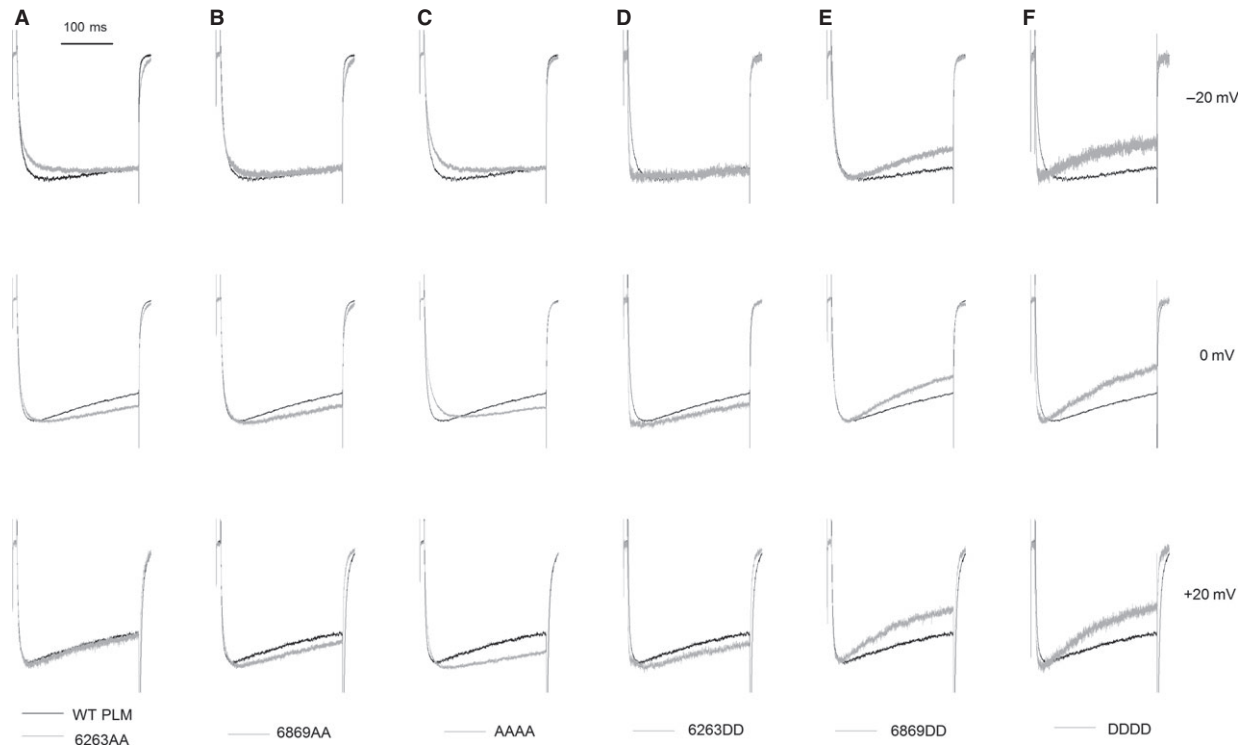 A B C D E F
100 ms
–20 mV
0 mV
+20 mV
WT PLM
6263AA
6869AA
AAAA
6263DD
6869DD
DDDD